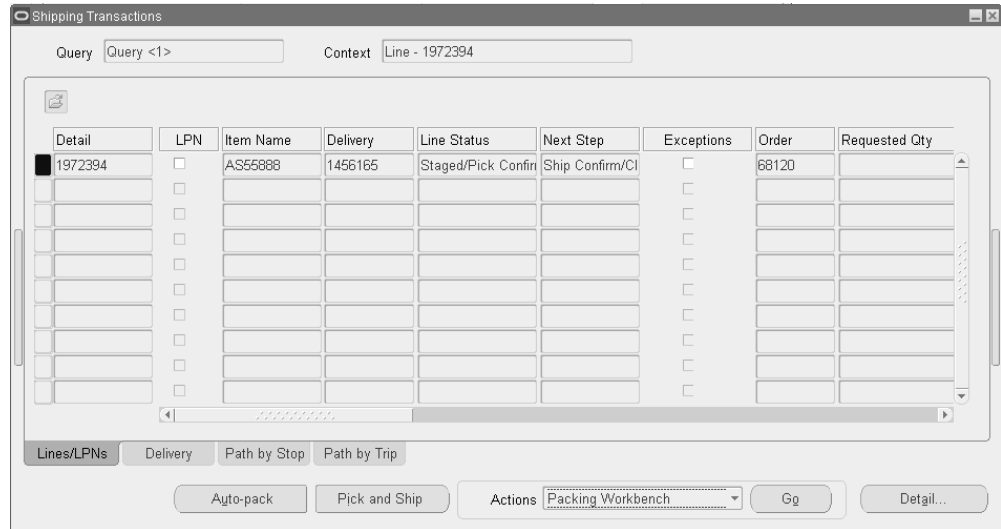 Shipping Transactions
Query Query <1> Context Line - 1972394
Detail LPN Item Name Delivery Line Status Next Step Exceptions Order Requested Qty
1972394 AS55888 1456165 Staged/Pick Confirm Ship Confirm/Cl 68120
Lines/LPNs Delivery Path by Stop Path by Trip
Auto-pack Pick and Ship Actions Packing Workbench Go Detail...